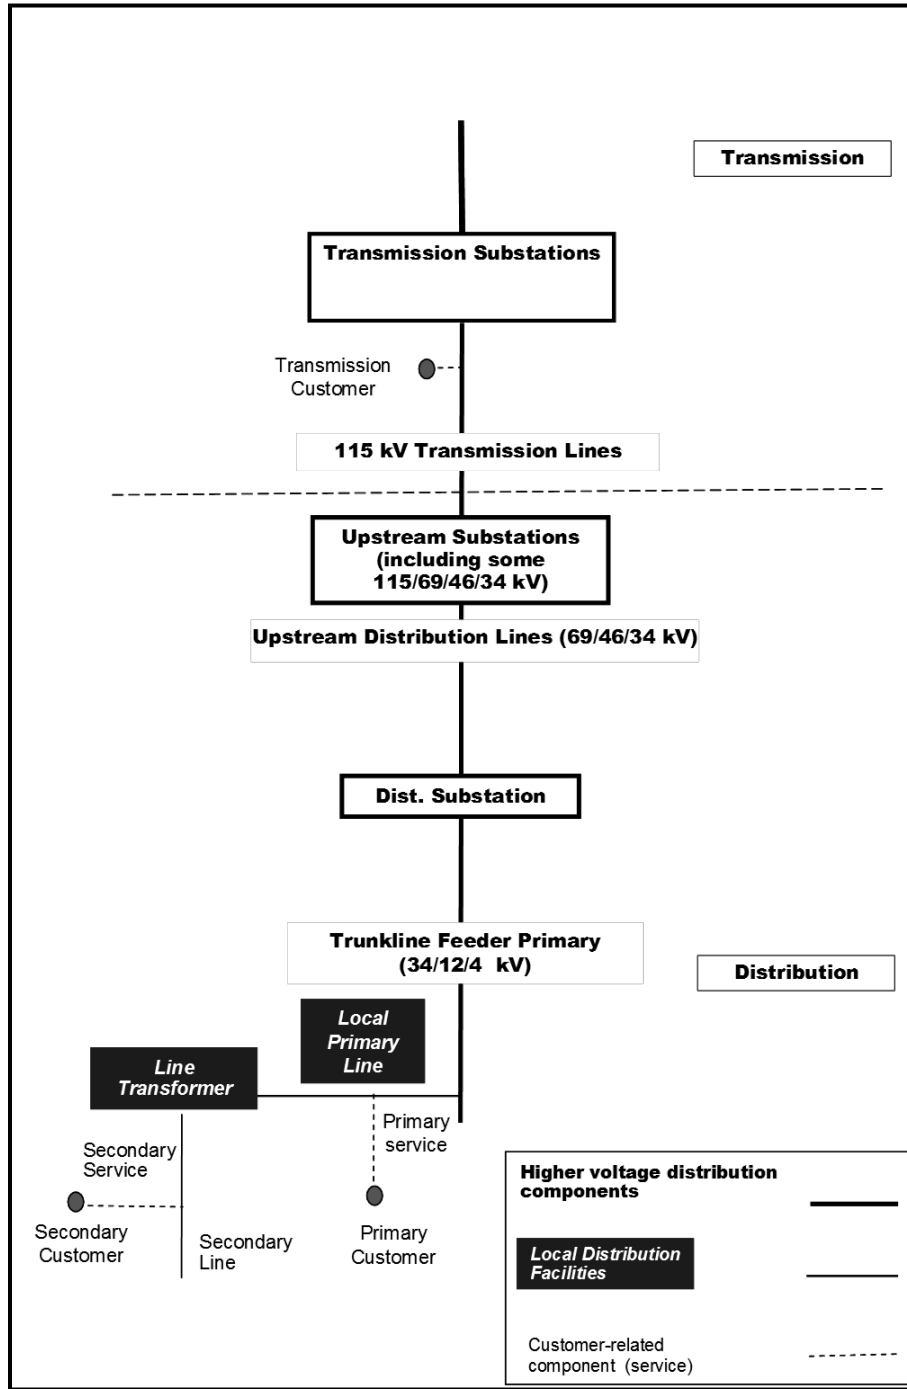 Transmission
Transmission Substations
Transmission
Customer
115 kV Transmission Lines
Upstream Substations
(including some
115/69/46/34 kV)
Upstream Distribution Lines (69/46/34 kV)
Dist. Substation
Trunkline Feeder Primary
(34/12/4 kV)
Distribution
Local
Primary
Line
Line
Transformer
Primary
service
Secondary
Service
Secondary
Customer
Secondary
Line
Primary
Customer
Higher voltage distribution
components
Local Distribution
Facilities
Customer-related
component (service)